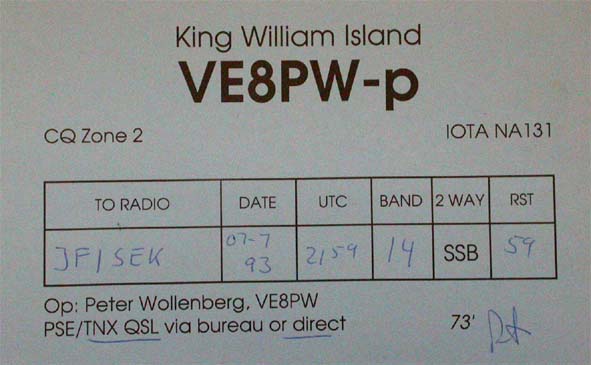 King William Island
VE8PW-p
CQ Zone 2 IOTA NA131
TO RADIO DATE UTC BAND 2 WAY RST
JF1SEK 07-7 93 2159 14 SSB 59
Op: Peter Wollenberg, VE8PW
PSE/TNX QSL via bureau or direct 73'